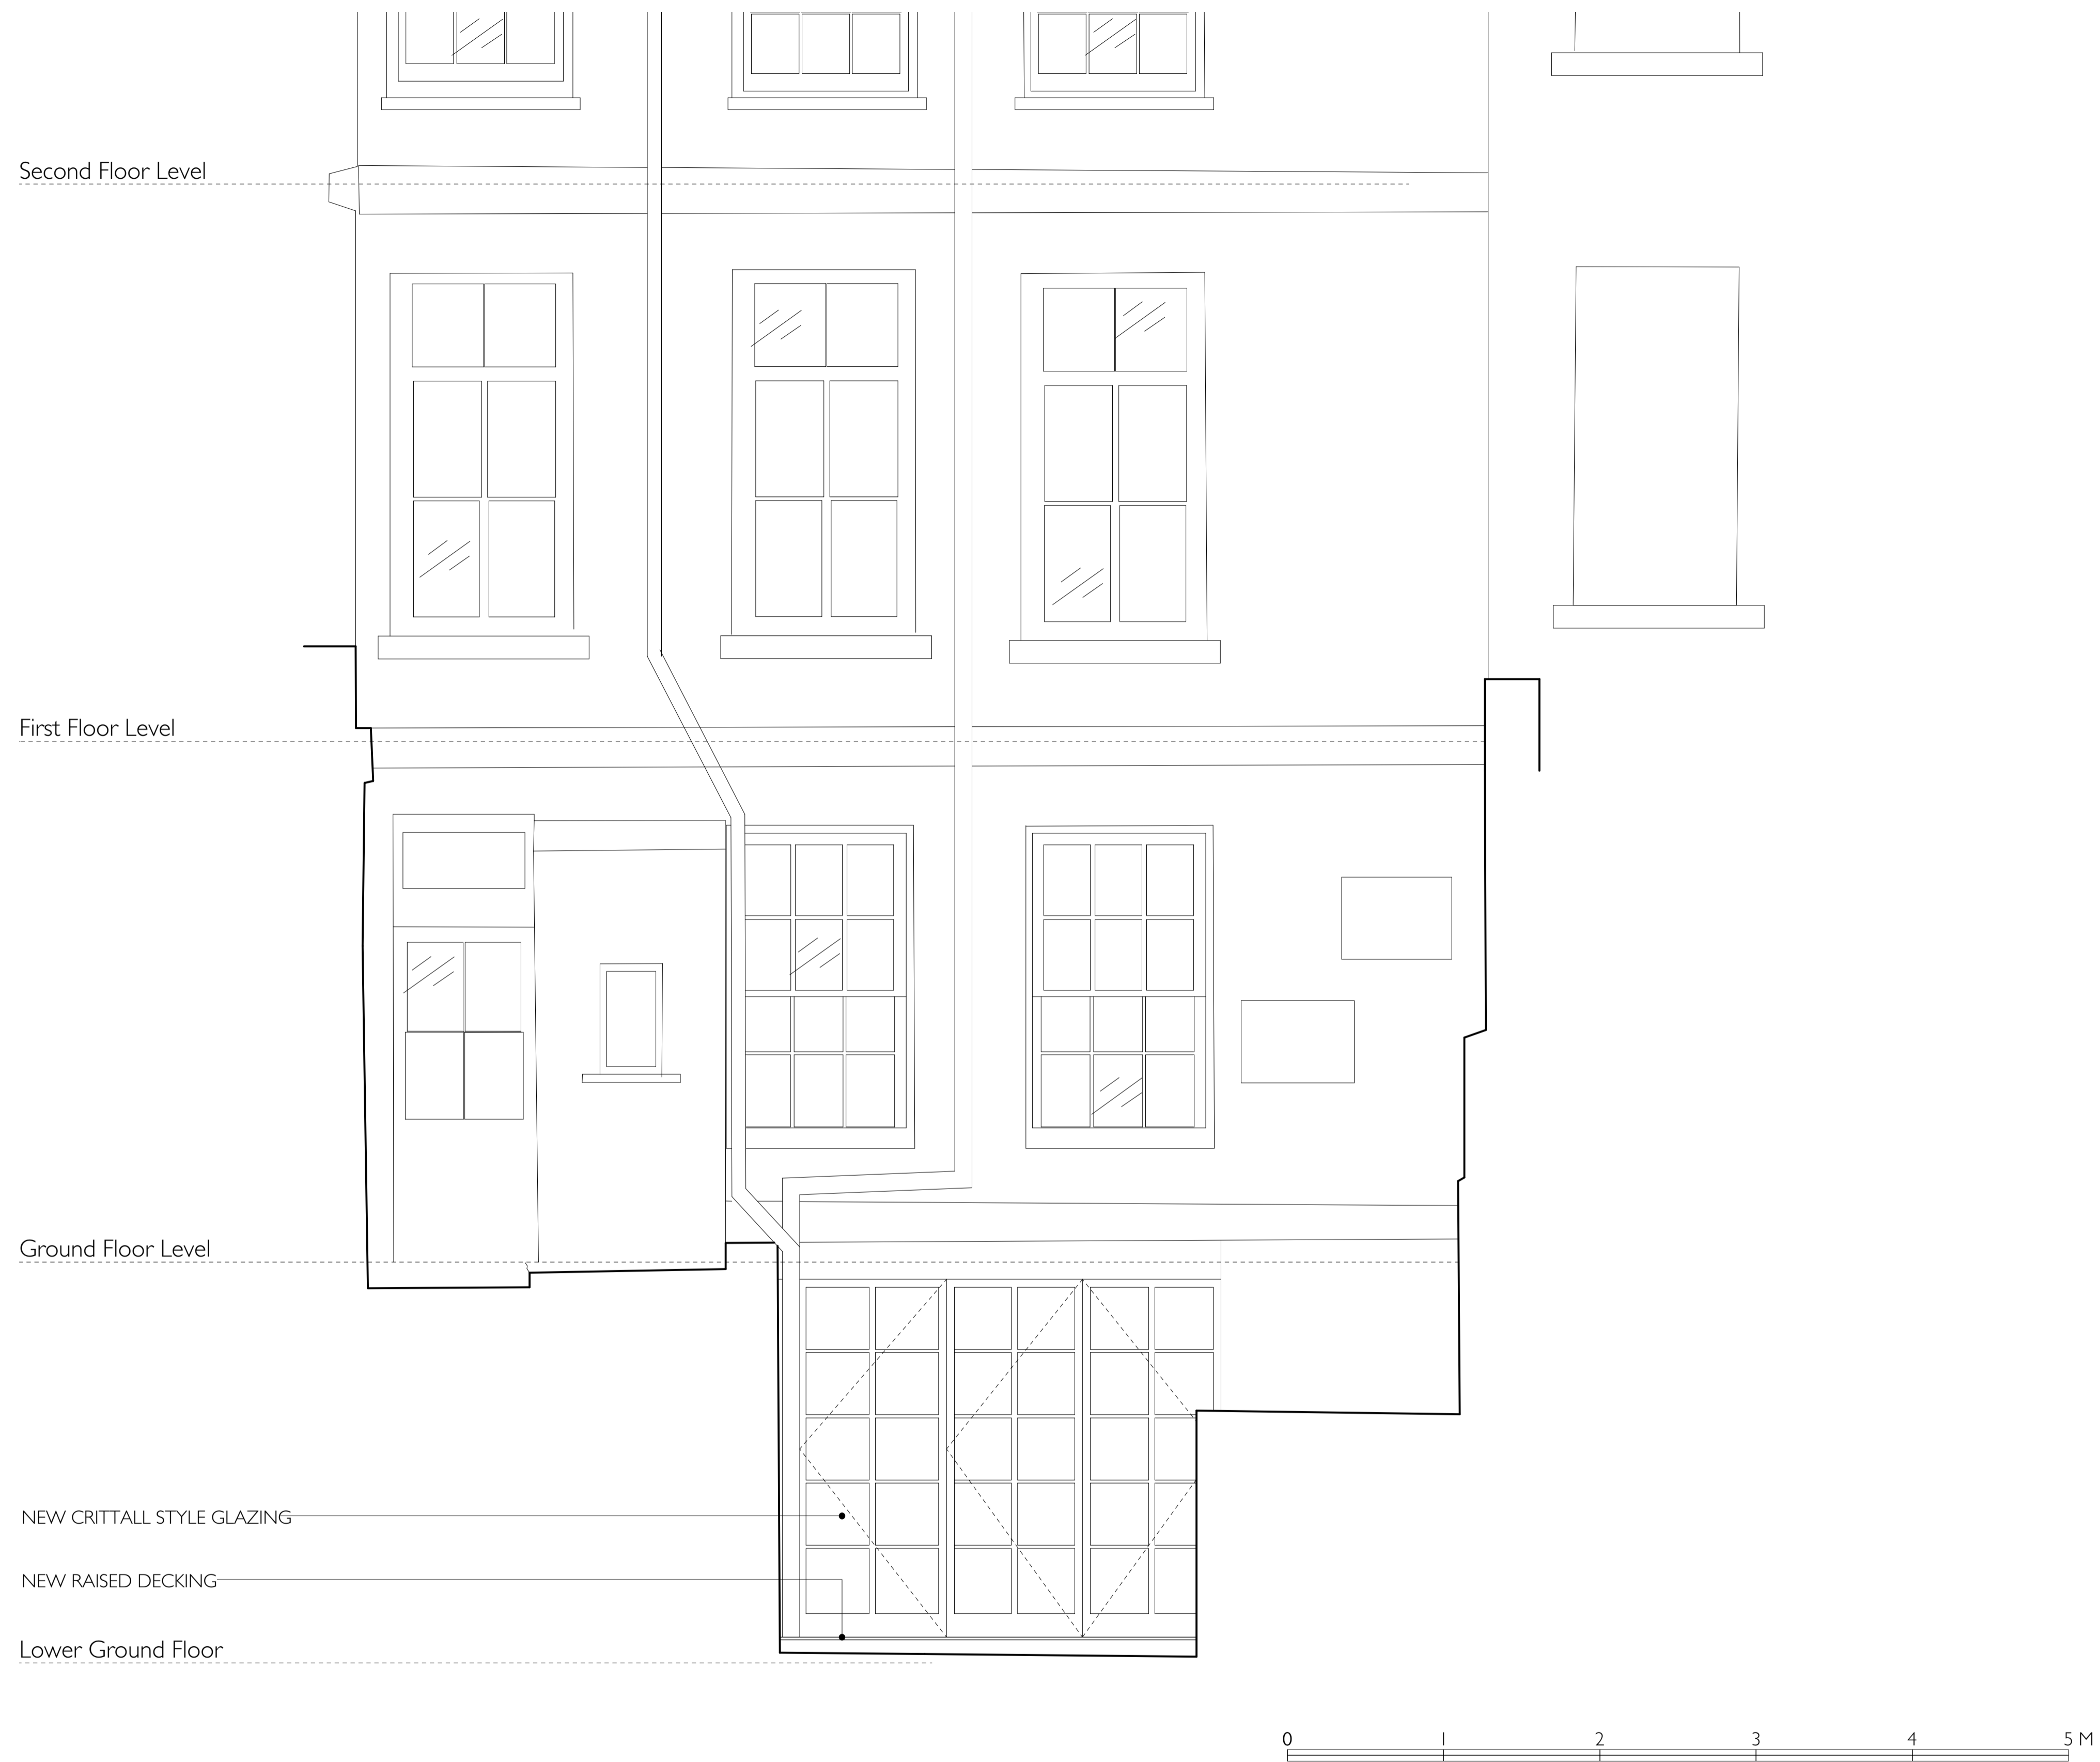 Second Floor Level
First Floor Level
Ground Floor Level
NEW CRITTALL STYLE GLAZING
NEW RAISED DECKING
Lower Ground Floor
0 1 2 3 4 5 M